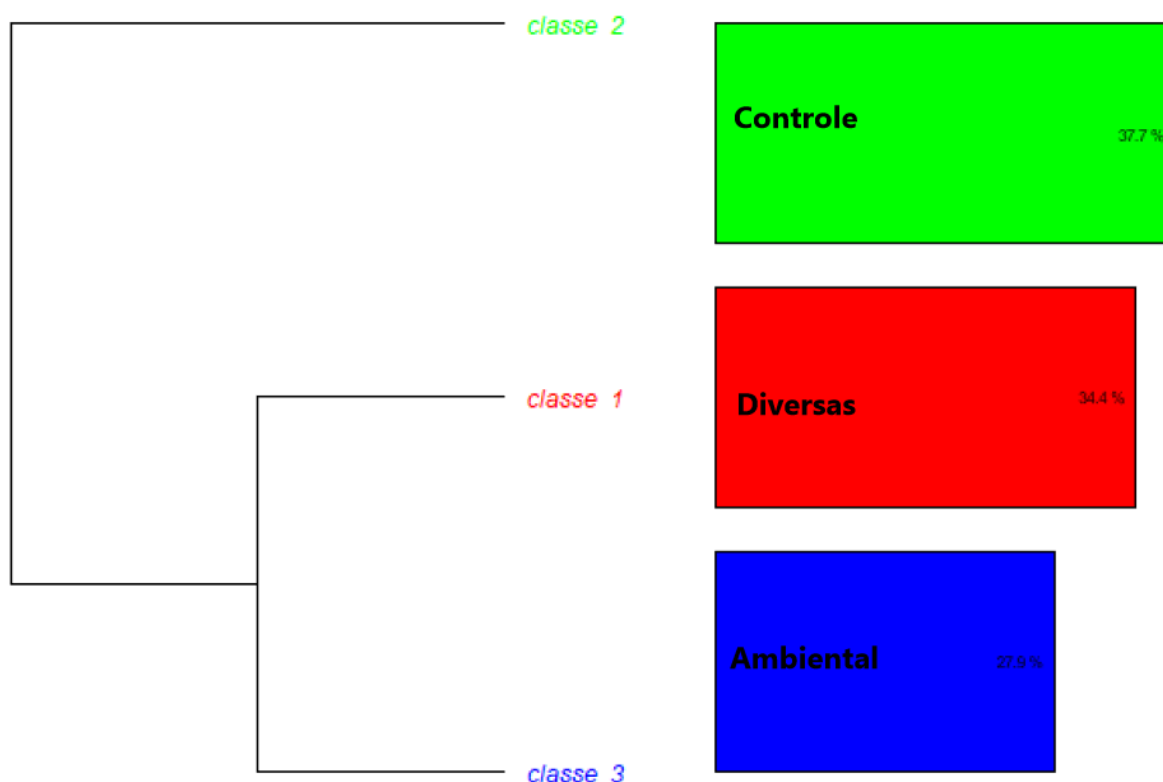 classe 2
Controle
37.7 %
classe 1
Diversas
34.4 %
Ambiental
27.9 %
classe 3